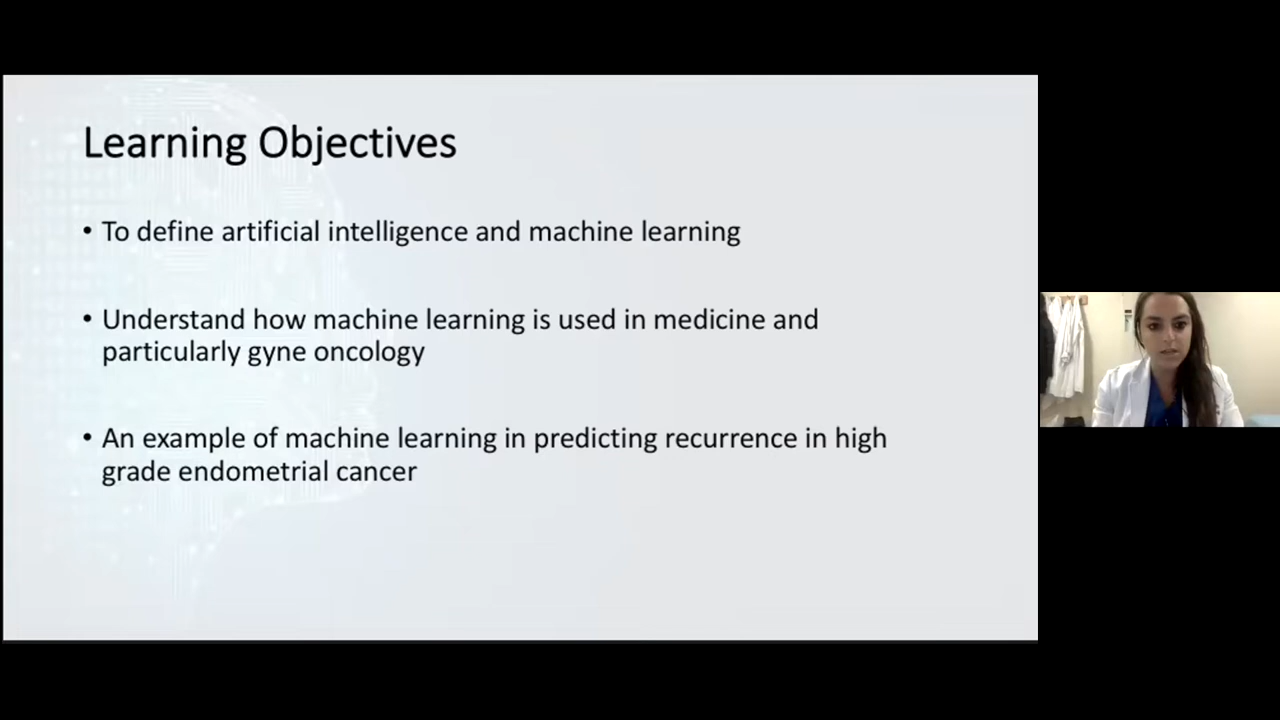 Learning Objectives
• To define artificial intelligence and machine learning
• Understand how machine learning is used in medicine and
particularly gyne oncology
• An example of machine learning in predicting recurrence in high
grade endometrial cancer